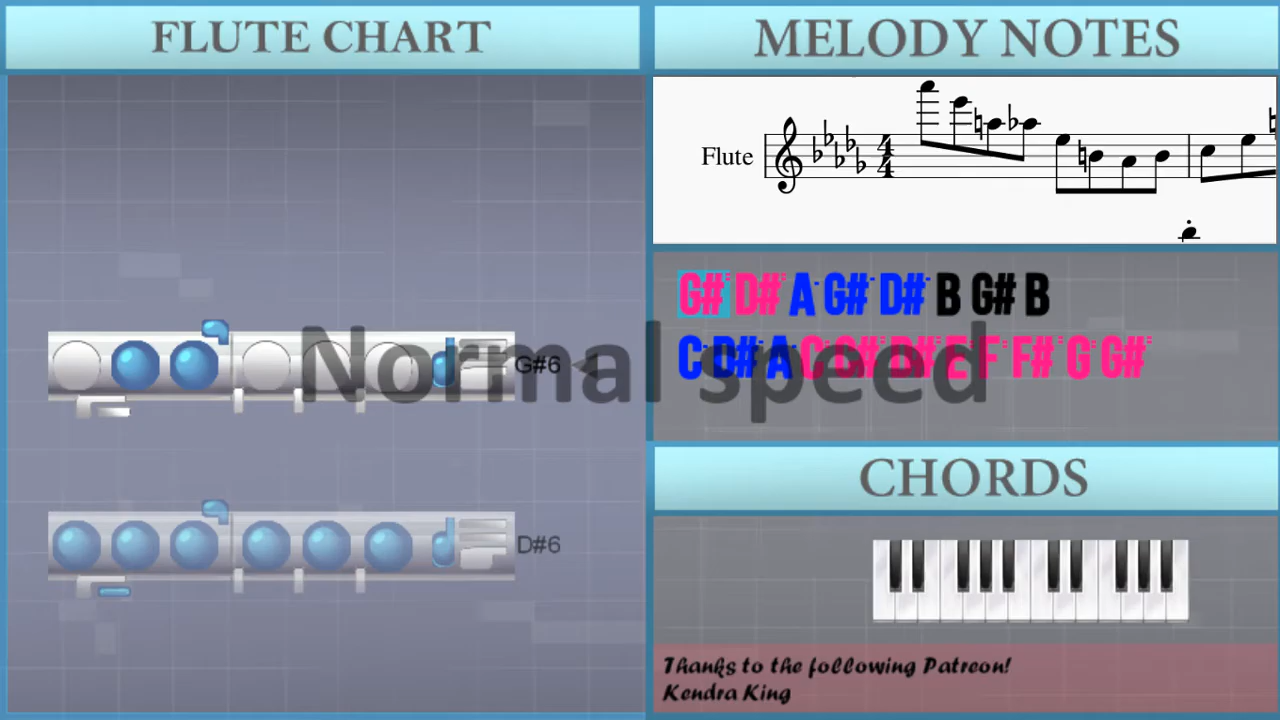 FLUTE CHART
MELODY NOTES
Flute
G#¨ D#¨ A˙ G#˙ D#˙ B G# B
C˙ D#˙ A˙ C¨ G#¨ D#¨ E¨ F¨ F#¨ G¨ G#¨
Normal speed
G#6
D#6
CHORDS
Thanks to the following Patreon!
Kendra King